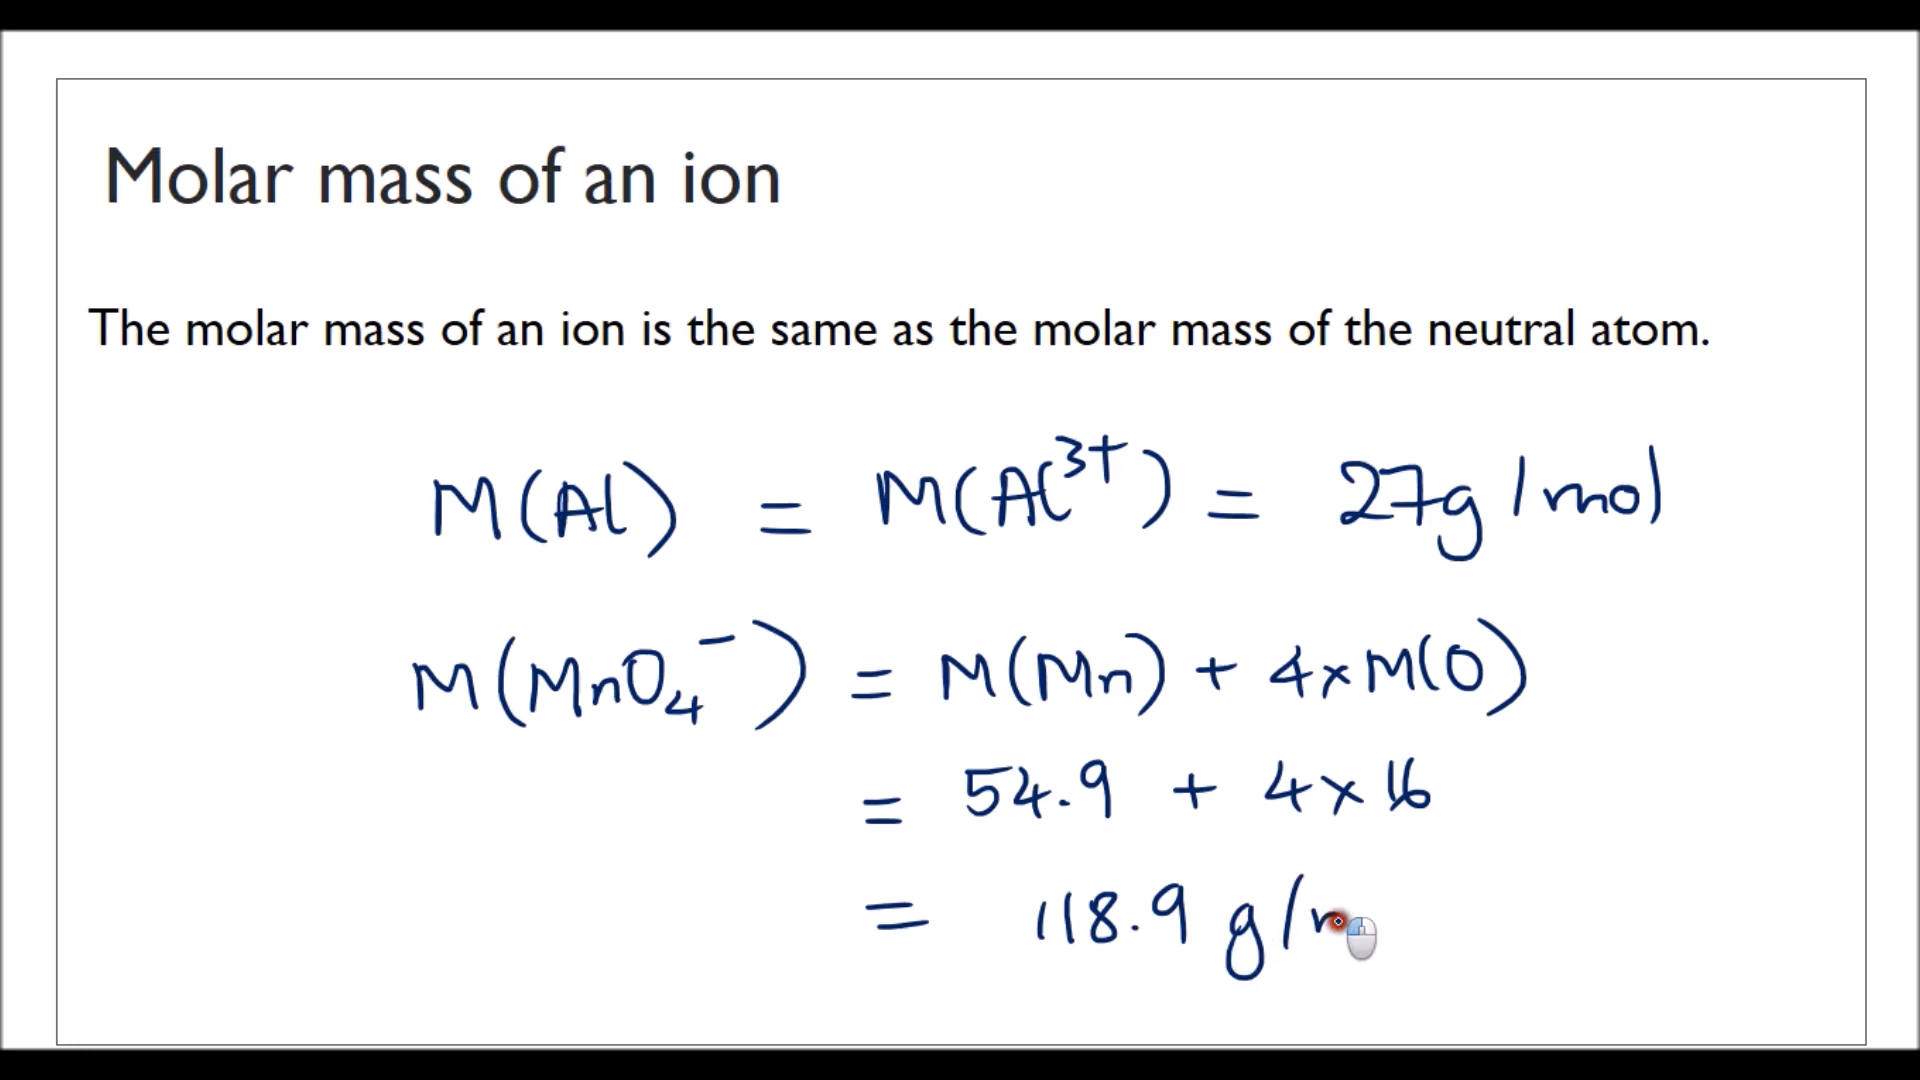 Molar mass of an ion
The molar mass of an ion is the same as the molar mass of the neutral atom.
M(Al) = M(Al³⁺) = 27g/mol
M(MnO₄⁻) = M(Mn) + 4×M(O)
= 54.9 + 4×16
= 118.9 g/